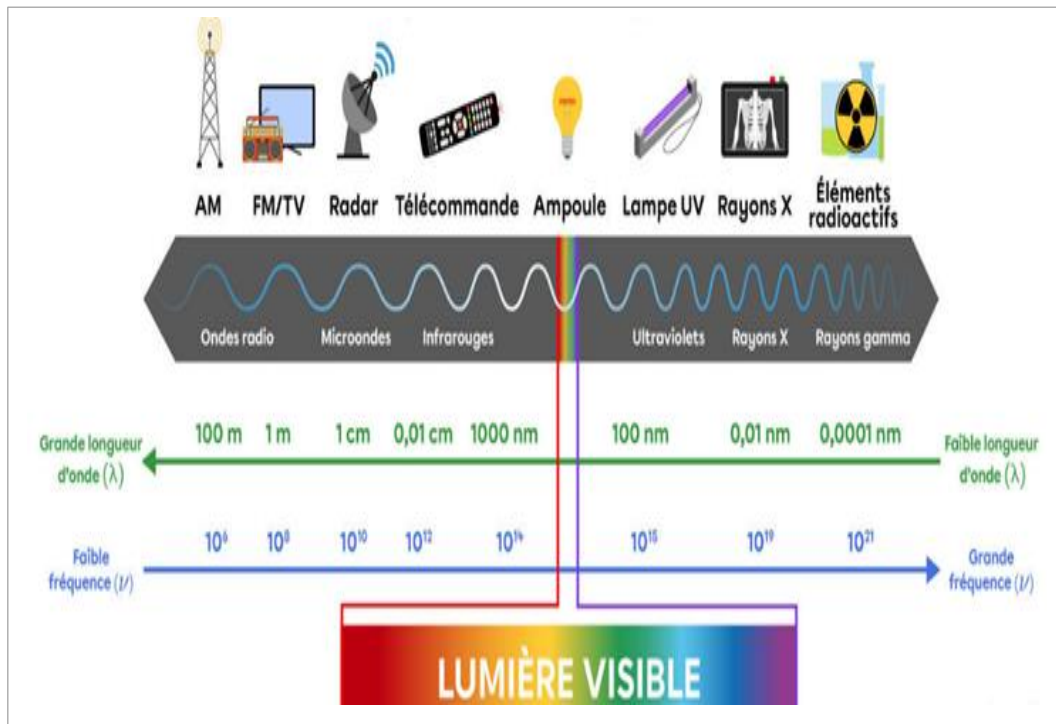 AM FM/TV Radar Télécommande Ampoule Lampe UV Rayons X Éléments
radioactifs
Ondes radio Microondes Infrarouges Ultraviolets Rayons X Rayons gamma
Grande longueur
d'onde (λ)
100 m 1 m 1 cm 0,01 cm 1000 nm 100 nm 0,01 nm 0,0001 nm
Faible longueur
d'onde (λ)
Faible
fréquence (ν)
10⁶ 10⁸ 10¹⁰ 10¹² 10¹⁴ 10¹⁵ 10¹⁹ 10²¹
Grande
fréquence (ν)
LUMIÈRE VISIBLE